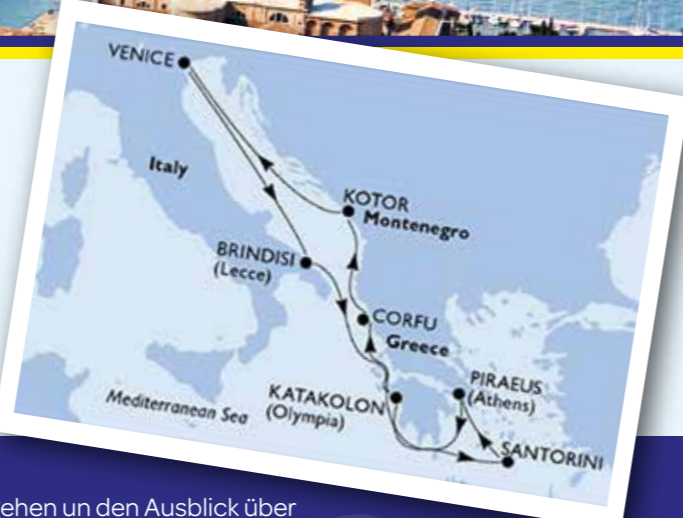 VENICE
Italy
KOTOR
Montenegro
BRINDISI
(Lecce)
CORFU
Greece
PIRAEUS
(Athens)
KATAKOLON
(Olympia)
Mediterranean Sea
SANTORINI
ehen un den Ausblick über